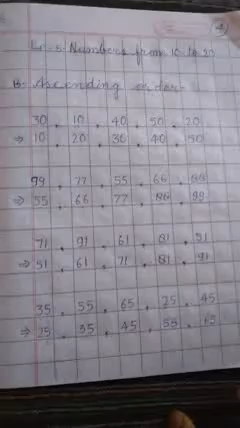 Numbers from 10 to 20
B- Ascending order
30, 10, 40, 50, 20
⇒ 10, 20, 30, 40, 50
99, 77, 55, 66, 88
⇒ 55, 66, 77, 88, 99
71, 91, 61, 81, 51
⇒ 51, 61, 71, 81, 91
35, 55, 65, 25, 45
⇒ 25, 35, 45, 55, 65